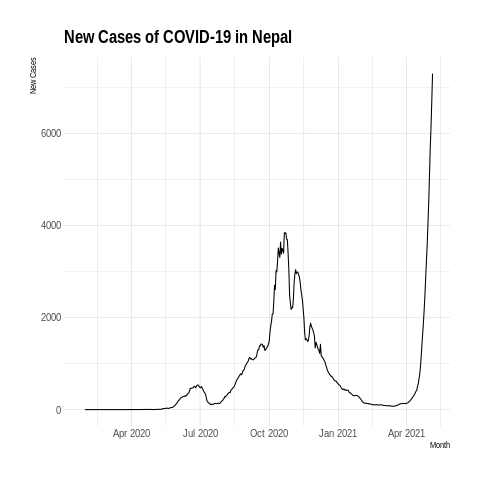 New Cases of COVID-19 in Nepal
New Cases
6000
4000
2000
0
Apr 2020
Jul 2020
Oct 2020
Jan 2021
Apr 2021
Month